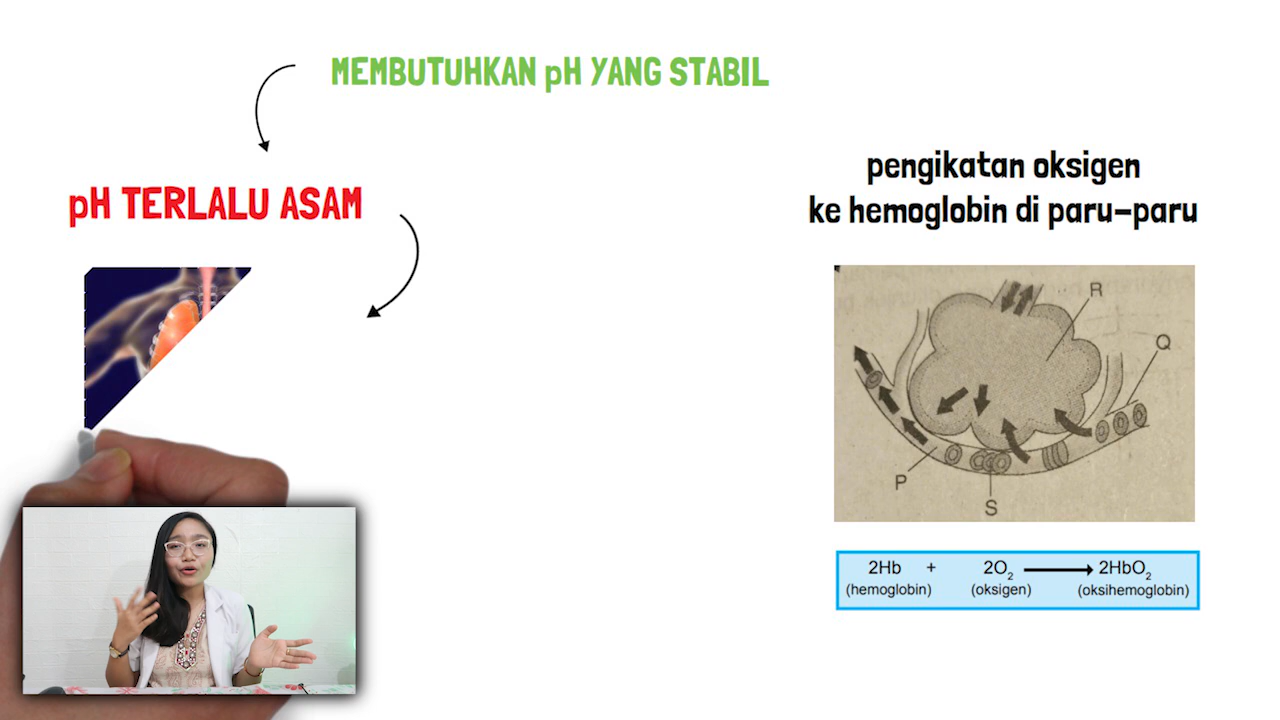 MEMBUTUHKAN pH YANG STABIL
pH TERLALU ASAM
pengikatan oksigen
ke hemoglobin di paru-paru
R
Q
P
S
2Hb + 2O₂ ⟶ 2HbO₂
(hemoglobin) (oksigen) (oksihemoglobin)